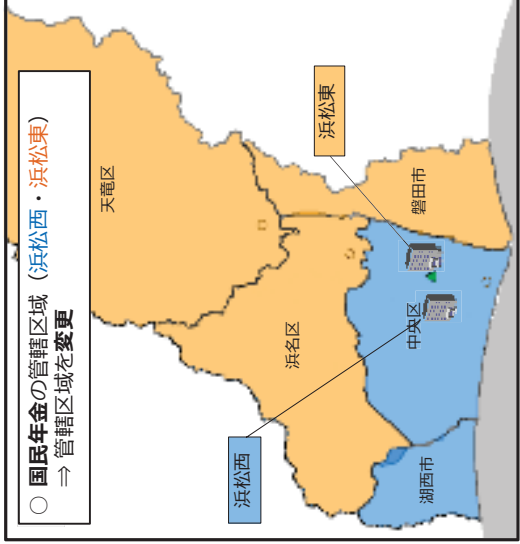 ○ 国民年金の管轄区域（浜松西・浜松東）
⇒ 管轄区域を変更
天竜区
浜松東
浜名区
磐田市
中央区
浜松西
湖西市